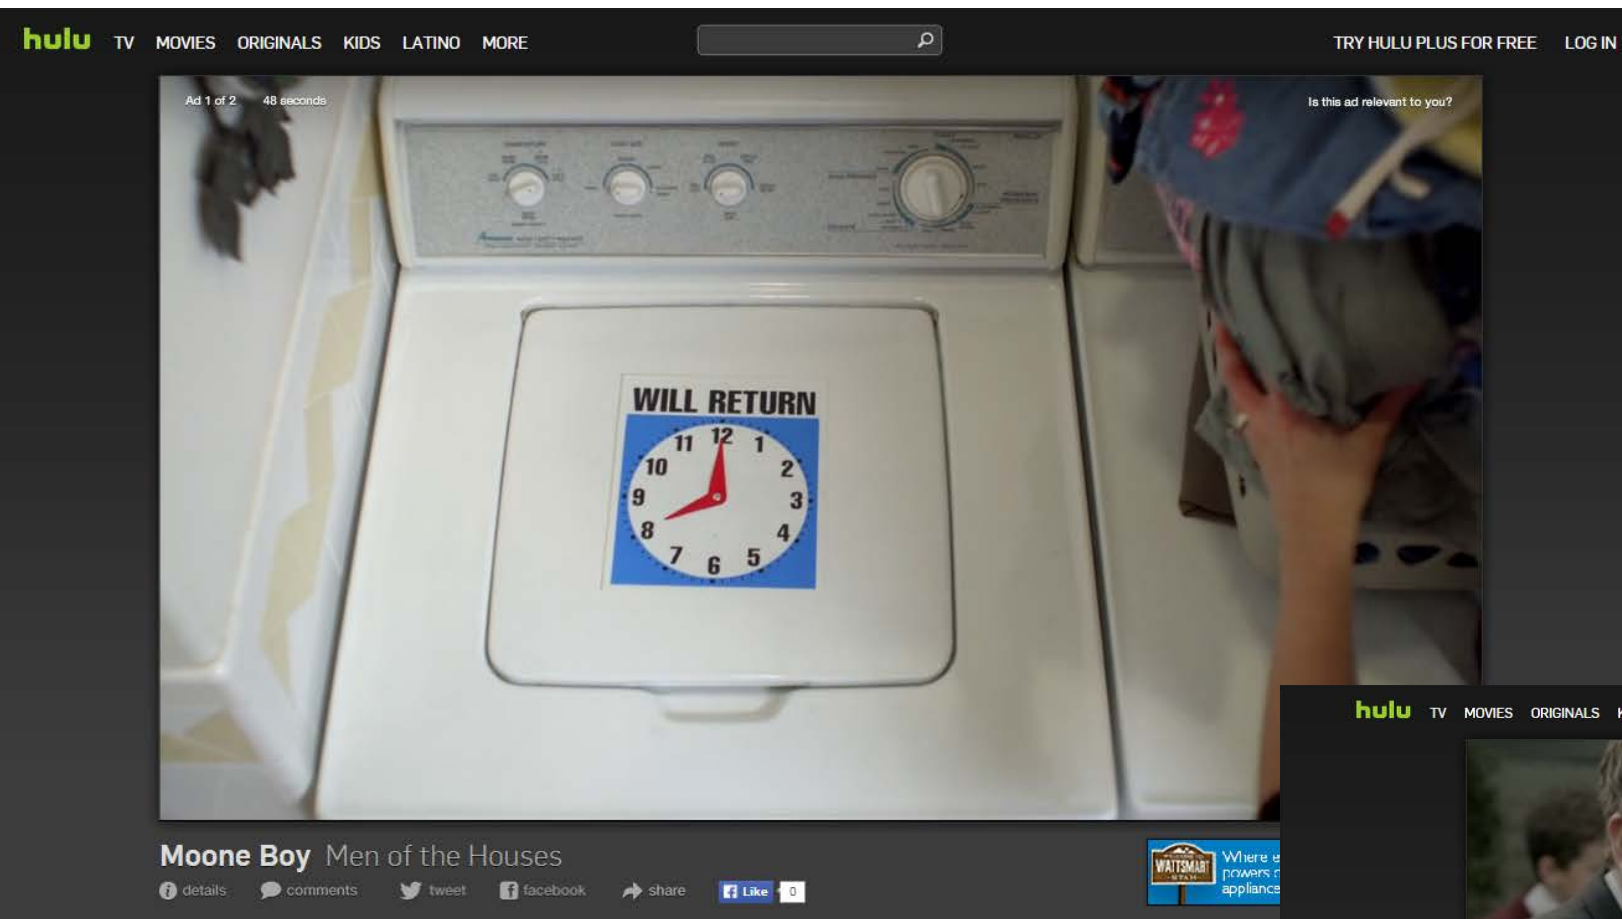 hulu TV MOVIES ORIGINALS KIDS LATINO MORE TRY HULU PLUS FOR FREE LOG IN
Ad 1 of 2 48 seconds Is this ad relevant to you?
WILL RETURN
12
11 1
10 2
9 3
8 4
7 5
6
hulu TV MOVIES ORIGINALS
Moone Boy Men of the Houses
details comments tweet facebook share Like 0
WATTSMART
UTAH
Where
powers
appliance